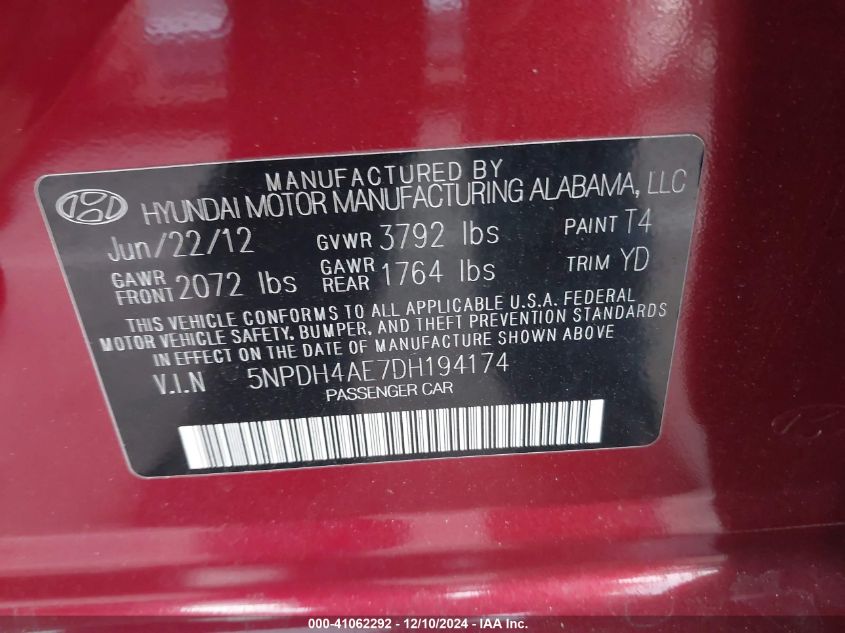 MANUFACTURED BY
HYUNDAI MOTOR MANUFACTURING ALABAMA, LLC
Jun/22/12 GVWR 3792 lbs PAINT T4
GAWR FRONT 2072 lbs GAWR REAR 1764 lbs TRIM YD
THIS VEHICLE CONFORMS TO ALL APPLICABLE U.S.A. FEDERAL
MOTOR VEHICLE SAFETY, BUMPER, AND THEFT PREVENTION STANDARDS
IN EFFECT ON THE DATE OF MANUFACTURE SHOWN ABOVE
V.I.N 5NPDH4AE7DH194174
PASSENGER CAR
000-41062292 - 12/10/2024 - IAA Inc.